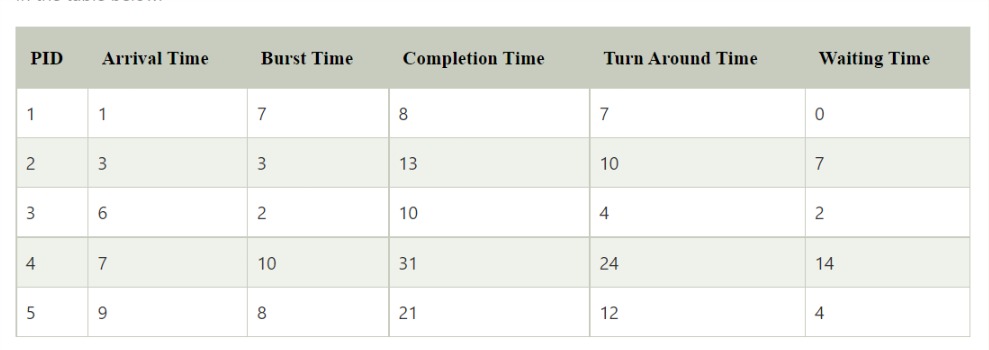 in the table below.
PID Arrival Time Burst Time Completion Time Turn Around Time Waiting Time
1 1 7 8 7 0
2 3 3 13 10 7
3 6 2 10 4 2
4 7 10 31 24 14
5 9 8 21 12 4